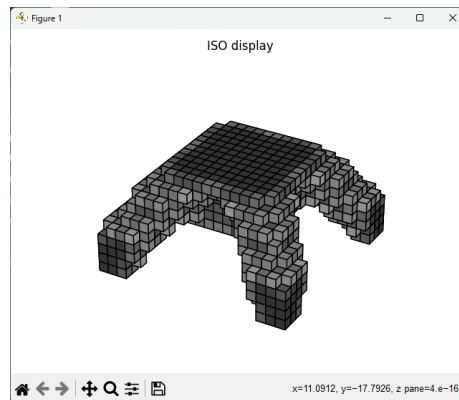 Figure 1
ISO display
x=11.0912, y=−17.7926, z pane=4.e−16